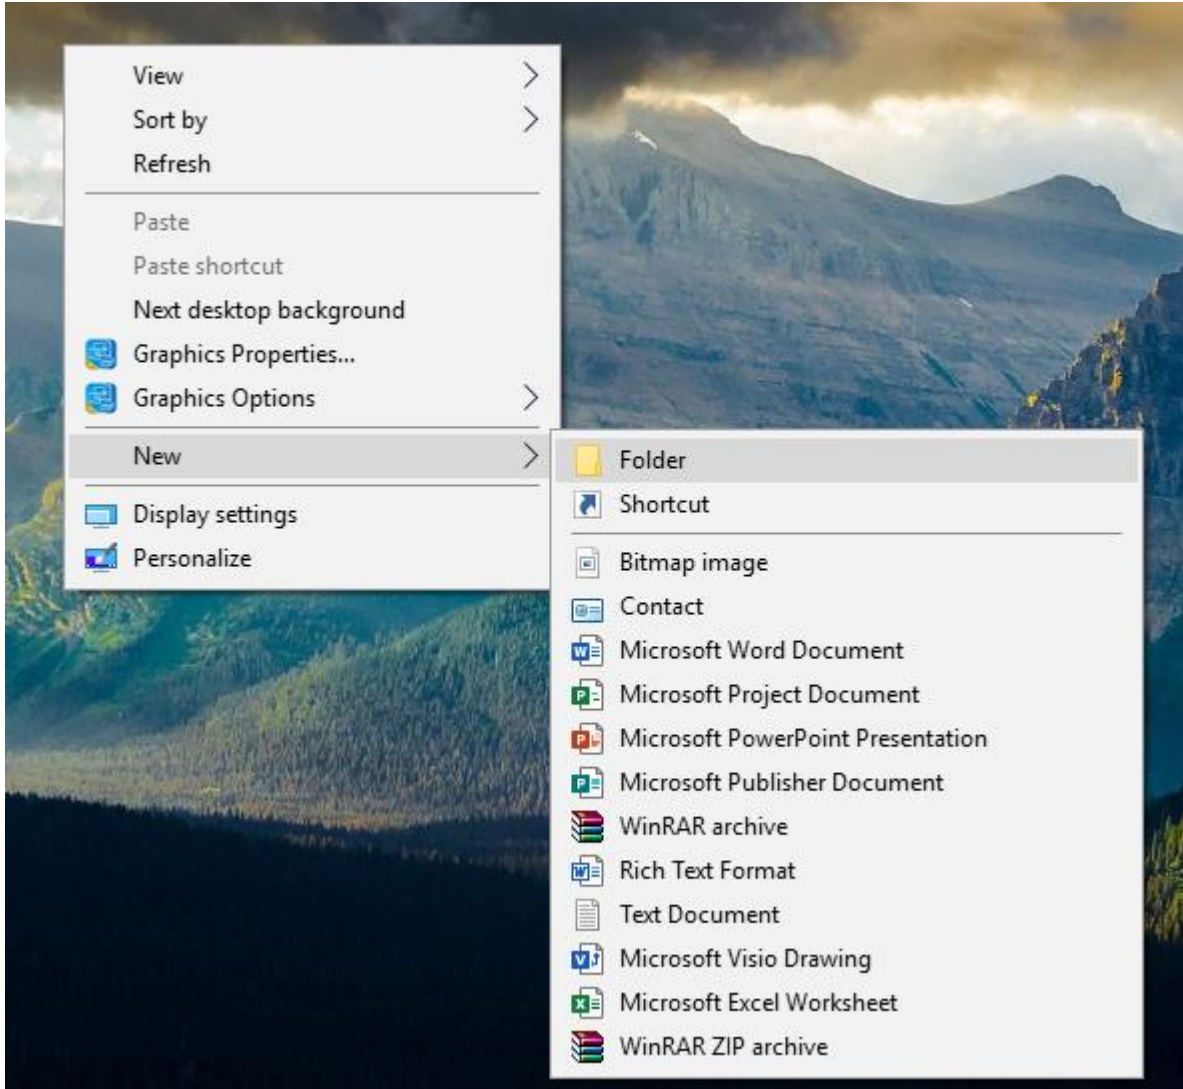 View
Sort by
Refresh
Paste
Paste shortcut
Next desktop background
Graphics Properties...
Graphics Options
New
Display settings
Personalize
Folder
Shortcut
Bitmap image
Contact
Microsoft Word Document
Microsoft Project Document
Microsoft PowerPoint Presentation
Microsoft Publisher Document
WinRAR archive
Rich Text Format
Text Document
Microsoft Visio Drawing
Microsoft Excel Worksheet
WinRAR ZIP archive